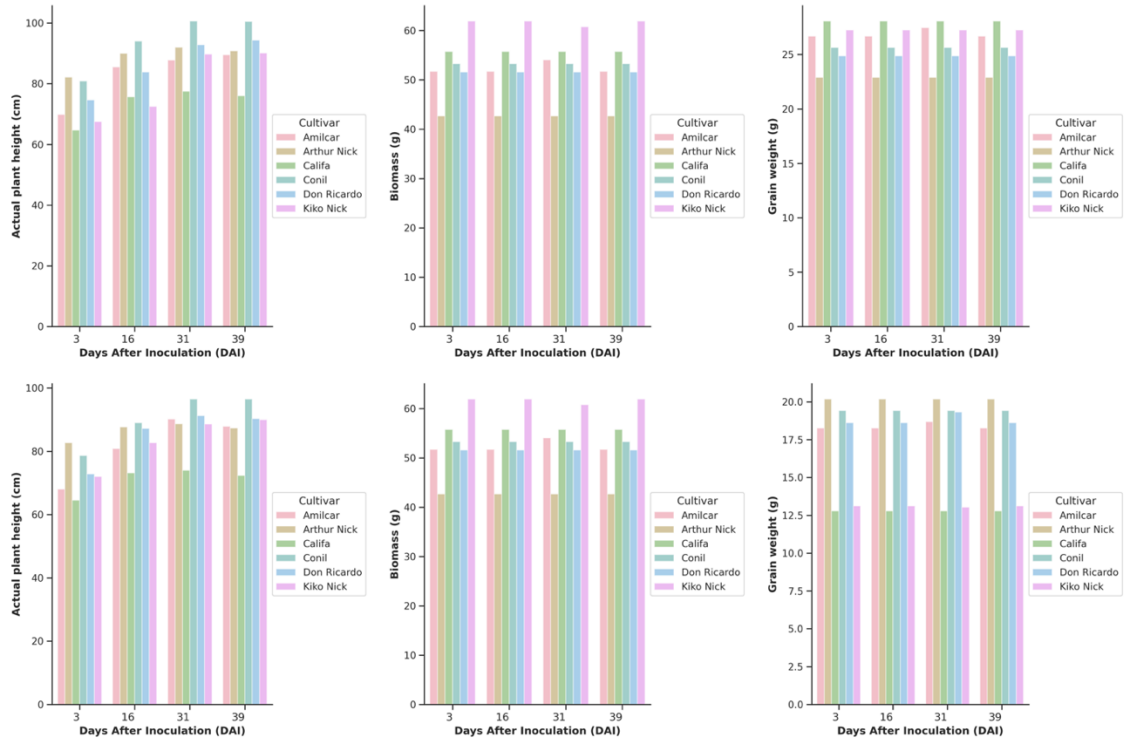 Actual plant height (cm)
100
80
60
40
20
0
3
16
31
39
Days After Inoculation (DAI)
Cultivar
Amilcar
Arthur Nick
Califa
Conil
Don Ricardo
Kiko Nick
Biomass (g)
60
50
40
30
20
10
0
3
16
31
39
Days After Inoculation (DAI)
Cultivar
Amilcar
Arthur Nick
Califa
Conil
Don Ricardo
Kiko Nick
Grain weight (g)
25
20
15
10
5
0
3
16
31
39
Days After Inoculation (DAI)
Cultivar
Amilcar
Arthur Nick
Califa
Conil
Don Ricardo
Kiko Nick
Actual plant height (cm)
100
80
60
40
20
0
3
16
31
39
Days After Inoculation (DAI)
Cultivar
Amilcar
Arthur Nick
Califa
Conil
Don Ricardo
Kiko Nick
Biomass (g)
60
50
40
30
20
10
0
3
16
31
39
Days After Inoculation (DAI)
Cultivar
Amilcar
Arthur Nick
Califa
Conil
Don Ricardo
Kiko Nick
Grain weight (g)
20.0
17.5
15.0
12.5
10.0
7.5
5.0
2.5
0.0
3
16
31
39
Days After Inoculation (DAI)
Cultivar
Amilcar
Arthur Nick
Califa
Conil
Don Ricardo
Kiko Nick